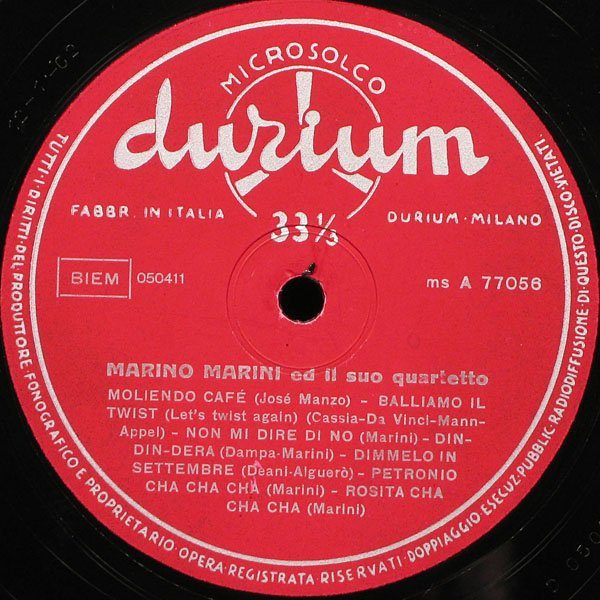 MICROSOLCO
durium
FABBR. IN ITALIA
33⅓
DURIUM - MILANO
BIEM
050411
ms A 77056
MARINO MARINI ed il suo quartetto
MOLIENDO CAFÉ (José Manzo) - BALLIAMO IL
TWIST (Let's twist again) (Cassia-Da Vinci-Mann-
Appel) - NON MI DIRE DI NO (Marini) - DIN-
DIN-DERA (Dampa-Marini) - DIMMELO IN
SETTEMBRE (Deani-Alguerò) - PETRONIO
CHA CHA CHA (Marini) - ROSITA CHA
CHA CHA (Marini)
TUTTI·I·DIRITI·DEL·PRODUTTORE·FONOGRAFICO E PROPRIETARIO·OPERA·REGISTRATA·RISERVATI·DOPPIAGGIO·ESECUZ·PUBBLIC·RADIODIFFUSIONE·DI·QUESTO·DISCO·VIETATI.